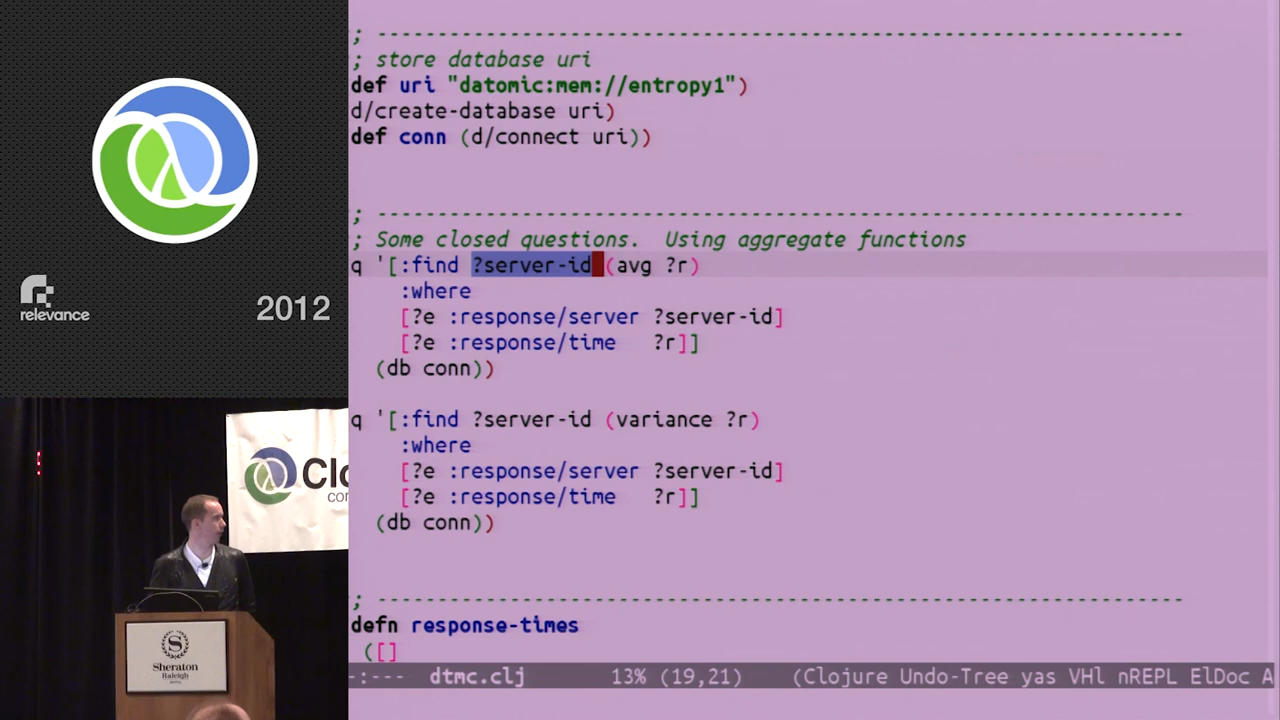 relevance
2012
; -------------------------------------------------------------------
; store database uri
def uri "datomic:mem://entropy1")
d/create-database uri)
def conn (d/connect uri))
; -------------------------------------------------------------------
; Some closed questions.  Using aggregate functions
q '[:find ?server-id (avg ?r)
:where
[?e :response/server ?server-id]
[?e :response/time   ?r]]
(db conn))
q '[:find ?server-id (variance ?r)
:where
[?e :response/server ?server-id]
[?e :response/time   ?r]]
(db conn))
; -------------------------------------------------------------------
defn response-times
([]
-:--- dtmc.clj 13% (19,21) (Clojure Undo-Tree yas VHl nREPL ElDoc A
Clo
S
Sheraton
Raleigh